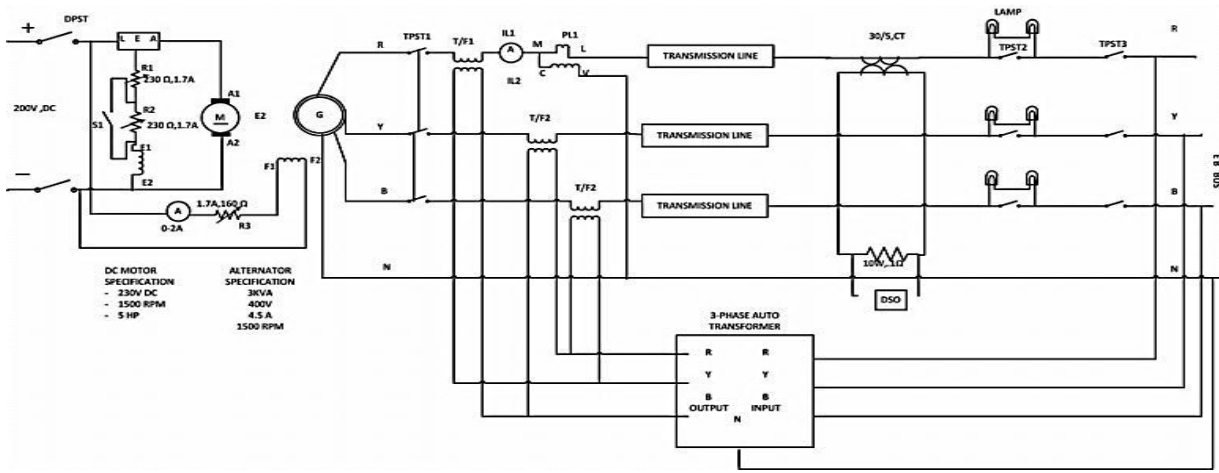 +
DPST
L E A
R1
230 Ω,1.7A
R2
230 Ω,1.7A
S1
E1
E2
200V ,DC
A1
M
A2
E2
F1
F2
A
0-2A
1.7A,160 Ω
R3
G
R
Y
B
N
TPST1
T/F1
IL1
A
IL2
M
PL1
L
C
V
T/F2
T/F2
TRANSMISSION LINE
TRANSMISSION LINE
TRANSMISSION LINE
30/5,CT
LAMP
TPST2
TPST3
R
Y
B
N
EB BUS
10W,.1Ω
DSO
DC MOTOR
SPECIFICATION
- 230V DC
- 1500 RPM
- 5 HP
ALTERNATOR
SPECIFICATION
3KVA
400V
4.5 A
1500 RPM
3-PHASE AUTO
TRANSFORMER
R R
Y Y
B B
OUTPUT INPUT
N